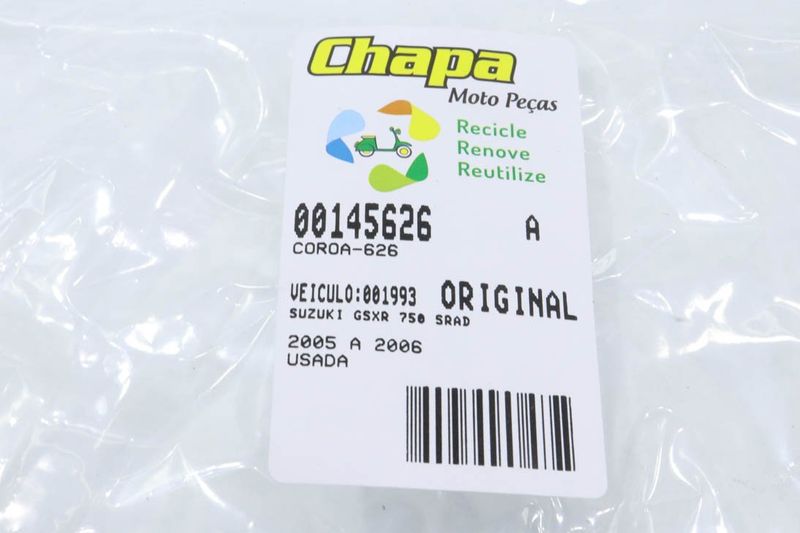 Chapa
Moto Peças
Recicle
Renove
Reutilize
00145626 A
COROA-626
VEICULO:001993 ORIGINAL
SUZUKI GSXR 750 SRAD
2005 A 2006
USADA